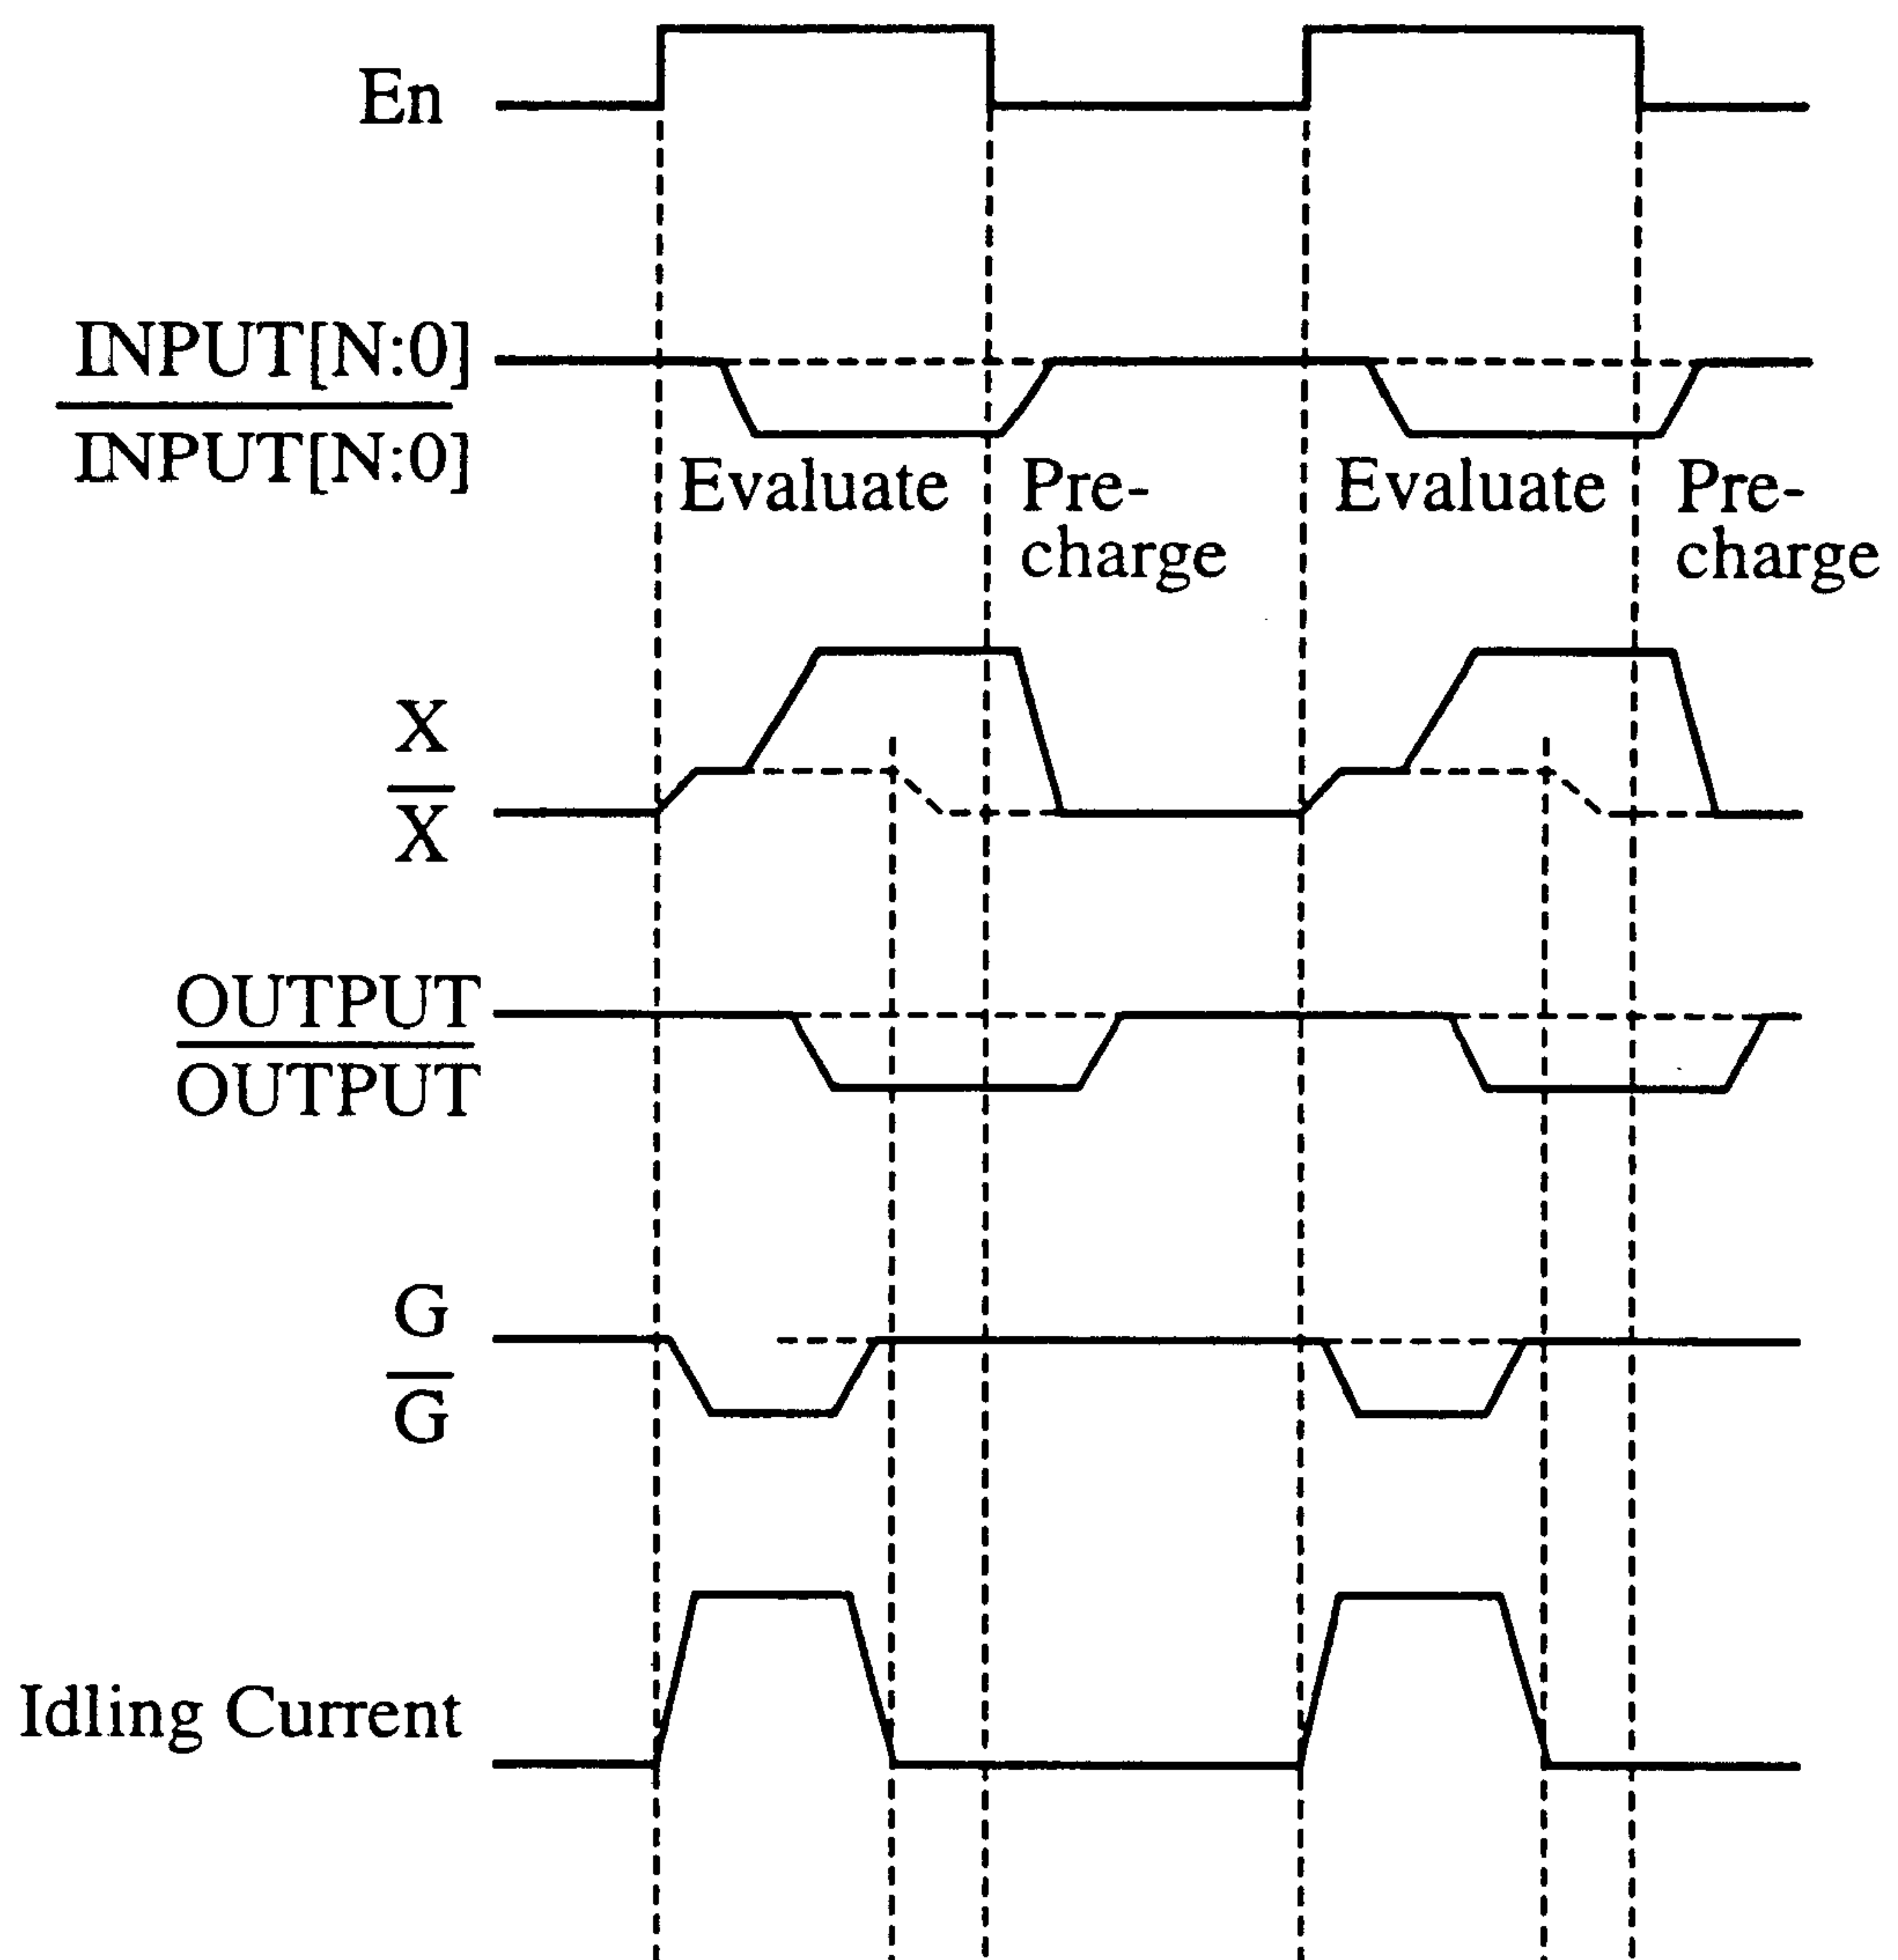 En
INPUT[N:0]
INPUT[N:0]
Evaluate Pre-charge Evaluate Pre-charge
X
X
OUTPUT
OUTPUT
G
G
Idling Current